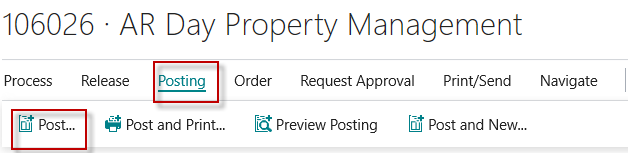 106026 · AR Day Property Management
Process Release Posting Order Request Approval Print/Send Navigate
Post... Post and Print... Preview Posting Post and New...